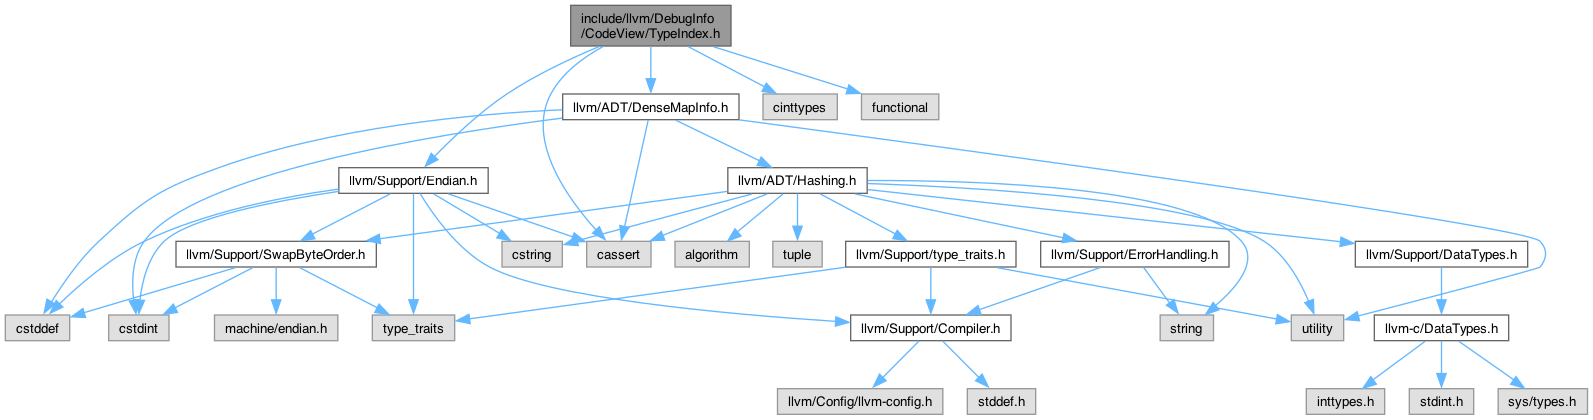 include/llvm/DebugInfo
/CodeView/TypeIndex.h
llvm/ADT/DenseMapInfo.h
cinttypes
functional
llvm/Support/Endian.h
llvm/ADT/Hashing.h
llvm/Support/SwapByteOrder.h
cstring
cassert
algorithm
tuple
llvm/Support/type_traits.h
llvm/Support/ErrorHandling.h
llvm/Support/DataTypes.h
cstddef
cstdint
machine/endian.h
type_traits
llvm/Support/Compiler.h
string
utility
llvm-c/DataTypes.h
llvm/Config/llvm-config.h
stddef.h
inttypes.h
stdint.h
sys/types.h